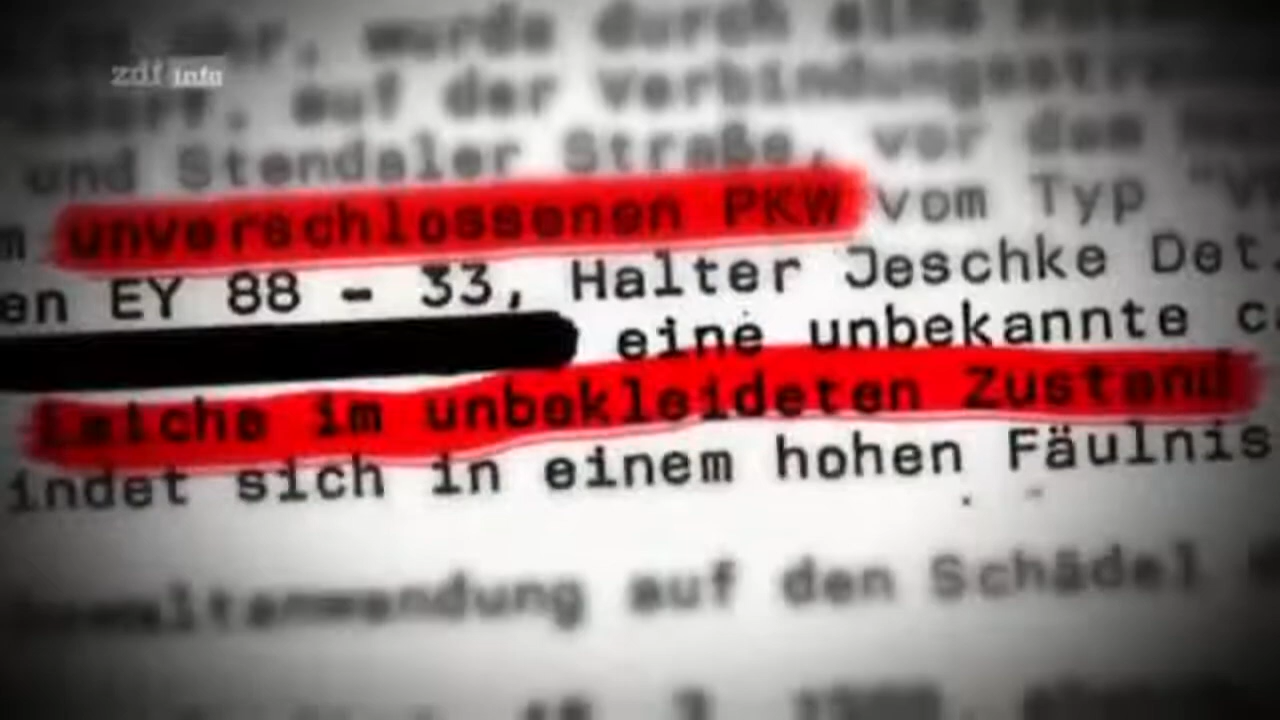 zdf info
wurde durch eine
auf der Verbindungsstra
und Stendaler Straße, vor dem
m unverschlossenen PKW vom Typ "V
en EY 88 - 33, Halter Jeschke Det.
eine unbekannte
Leiche im unbekleideten Zustand
indet sich in einem hohen Fäulnis
waltanwendung auf den Schädel